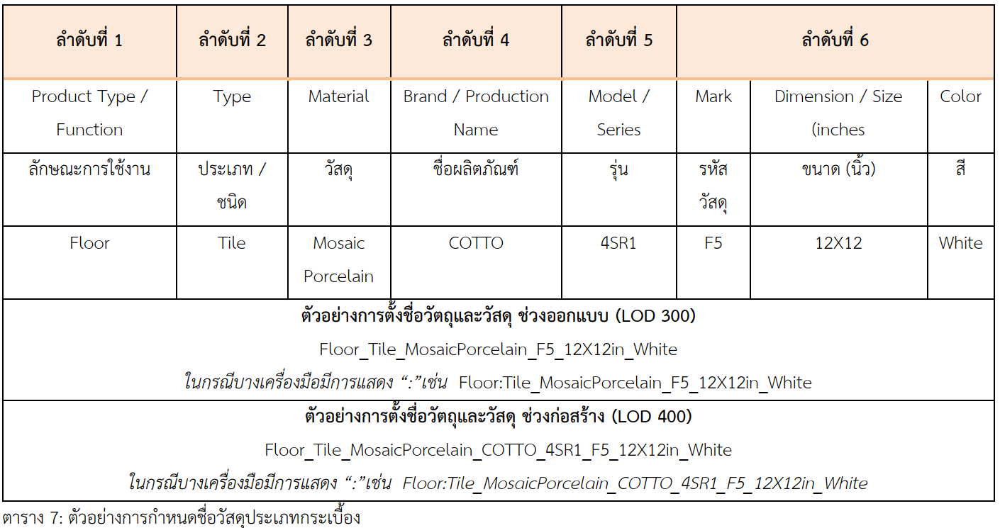 ลำดับที่ 1 ลำดับที่ 2 ลำดับที่ 3 ลำดับที่ 4 ลำดับที่ 5 ลำดับที่ 6
Product Type / Type Material Brand / Production Model / Mark Dimension / Size Color
Function Name Series (inches
ลักษณะการใช้งาน ประเภท / วัสดุ ชื่อผลิตภัณฑ์ รุ่น รหัส ขนาด (นิ้ว) สี
ชนิด วัสดุ
Floor Tile Mosaic COTTO 4SR1 F5 12X12 White
Porcelain
ตัวอย่างการตั้งชื่อวัตถุและวัสดุ ช่วงออกแบบ (LOD 300)
Floor_Tile_MosaicPorcelain_F5_12X12in_White
ในกรณีบางเครื่องมือมีการแสดง “:”เช่น Floor:Tile_MosaicPorcelain_F5_12X12in_White
ตัวอย่างการตั้งชื่อวัตถุและวัสดุ ช่วงก่อสร้าง (LOD 400)
Floor_Tile_MosaicPorcelain_COTTO_4SR1_F5_12X12in_White
ในกรณีบางเครื่องมือมีการแสดง “:”เช่น Floor:Tile_MosaicPorcelain_COTTO_4SR1_F5_12X12in_White
ตาราง 7: ตัวอย่างการกำหนดชื่อวัสดุประเภทกระเบื้อง